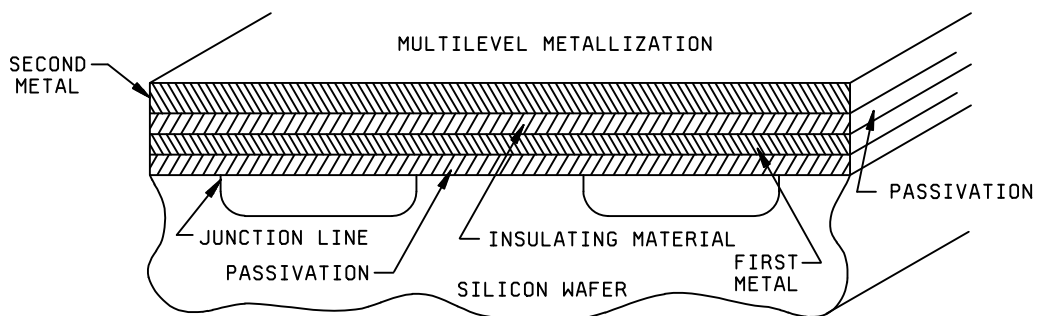 MULTILEVEL METALLIZATION
SECOND
METAL
PASSIVATION
JUNCTION LINE
INSULATING MATERIAL
PASSIVATION
FIRST
METAL
SILICON WAFER